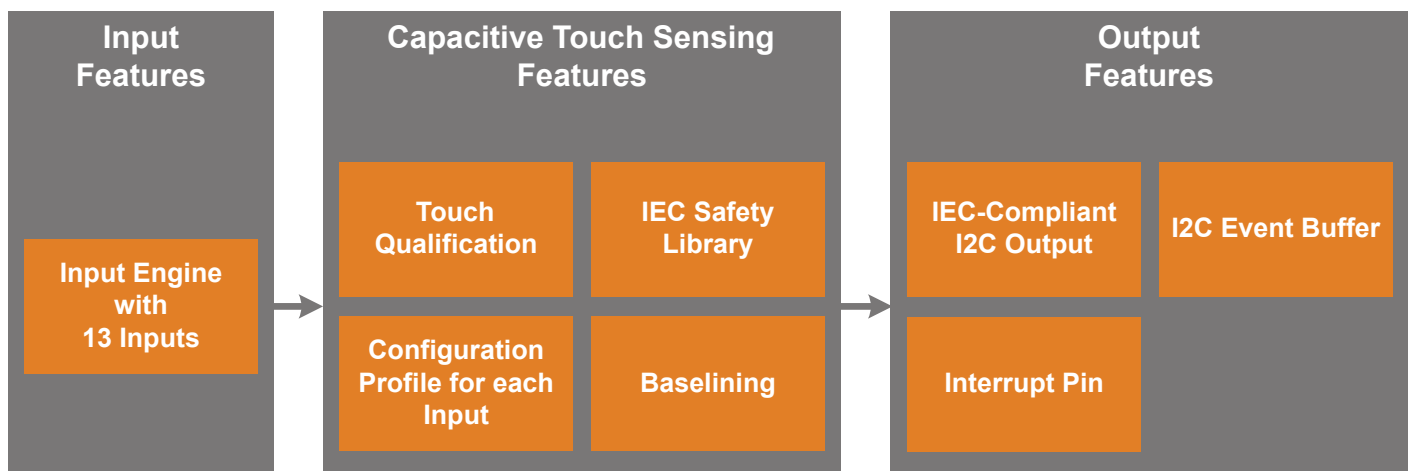 Input
Features
Input Engine
with
13 Inputs
Capacitive Touch Sensing
Features
Touch
Qualification
IEC Safety
Library
Configuration
Profile for each
Input
Baselining
Output
Features
IEC-Compliant
I2C Output
I2C Event Buffer
Interrupt Pin